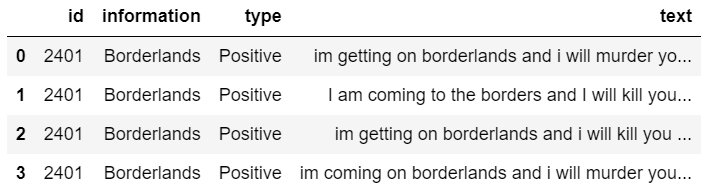 id information type text
0 2401 Borderlands Positive im getting on borderlands and i will murder yo...
1 2401 Borderlands Positive I am coming to the borders and I will kill you...
2 2401 Borderlands Positive im getting on borderlands and i will kill you ...
3 2401 Borderlands Positive im coming on borderlands and i will murder you...